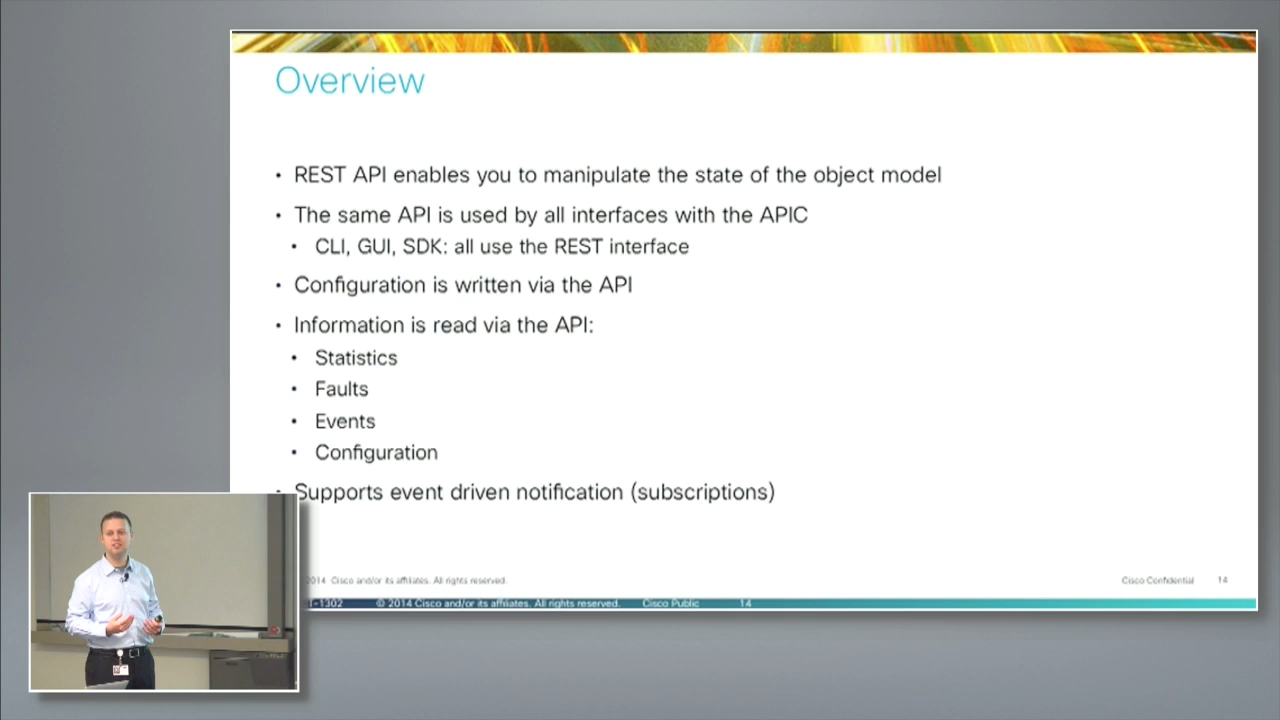 Overview
• REST API enables you to manipulate the state of the object model
• The same API is used by all interfaces with the APIC
• CLI, GUI, SDK: all use the REST interface
• Configuration is written via the API
• Information is read via the API:
• Statistics
• Faults
• Events
• Configuration
• Supports event driven notification (subscriptions)
2014 Cisco and/or its affiliates. All rights reserved. Cisco Confidential 14
-1302 © 2014 Cisco and/or its affiliates. All rights reserved. Cisco Public 14